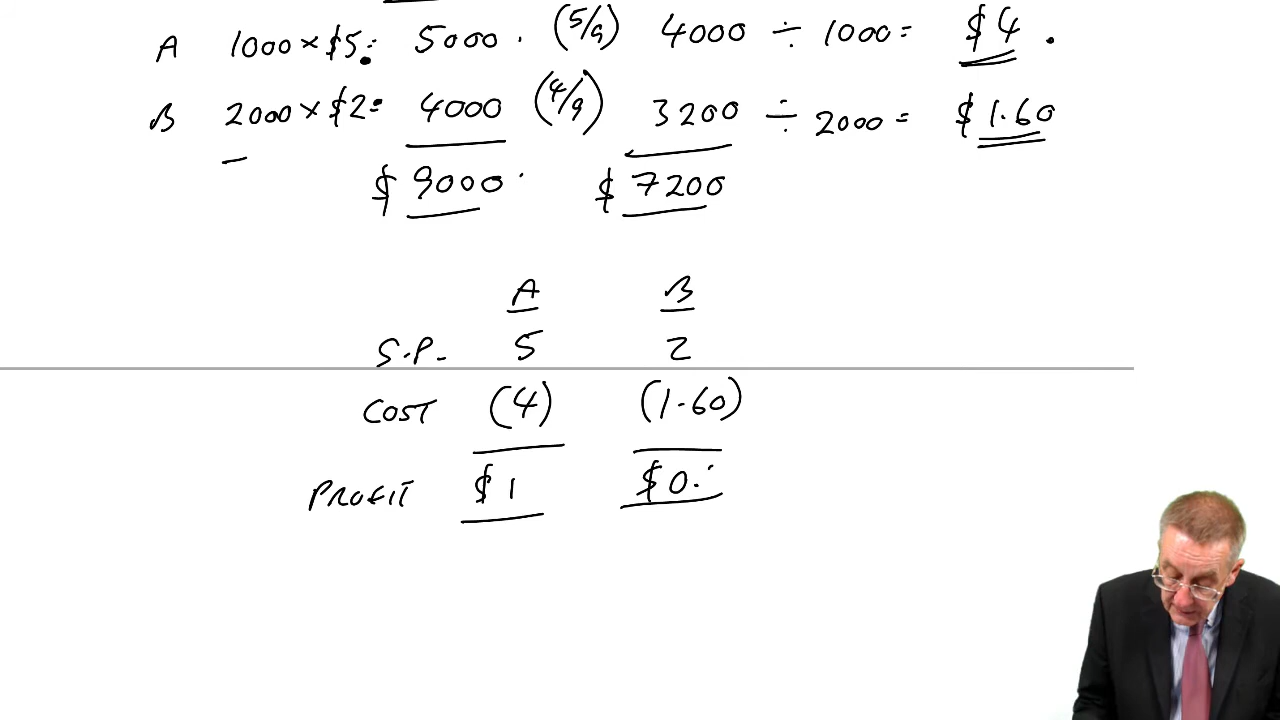 A 1000 × $5 = 5000 . (5/9) 4000 ÷ 1000 = $4 .
B 2000 × $2 = 4000 (4/9) 3200 ÷ 2000 = $1.60
$9000 $7200
A B
S.P. 5 2
COST (4) (1.60)
PROFIT $1 $0.